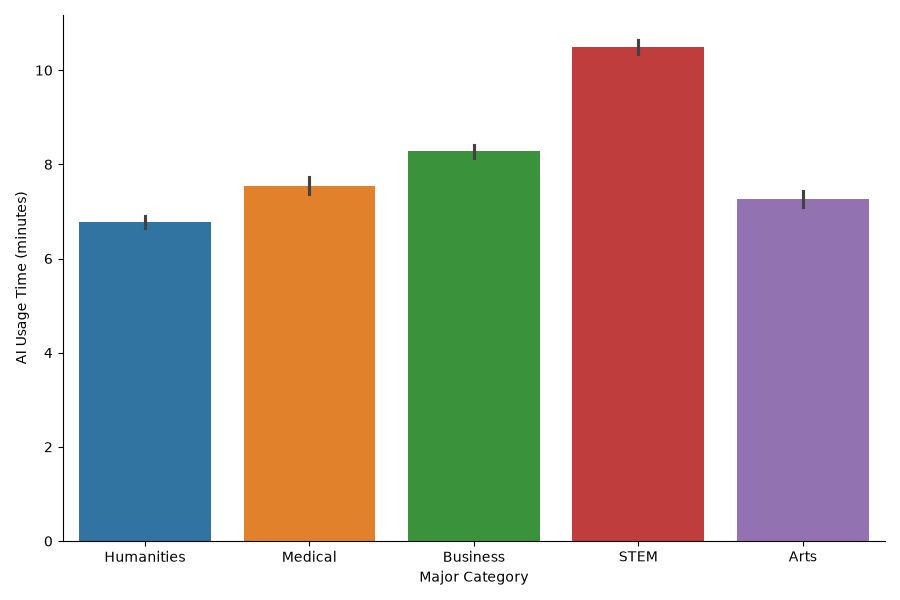 10
8
6
4
2
0
AI Usage Time (minutes)
Humanities
Medical
Business
STEM
Arts
Major Category